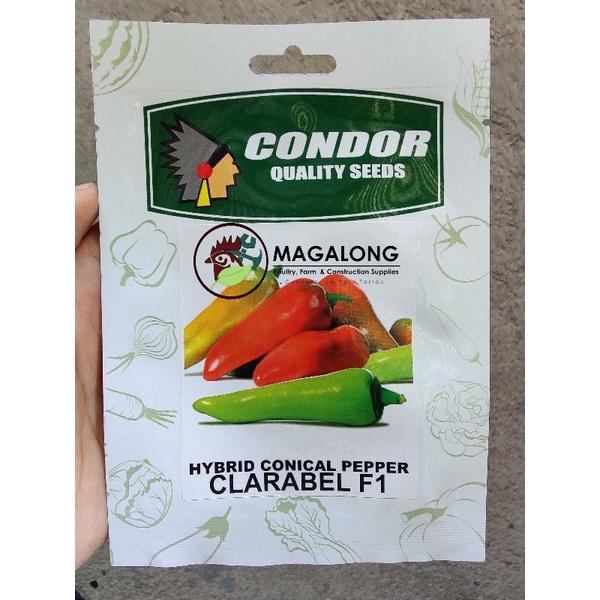 CONDOR
QUALITY SEEDS
MAGALONG
Poultry, Farm & Construction Supplies
HYBRID CONICAL PEPPER
CLARABEL F1